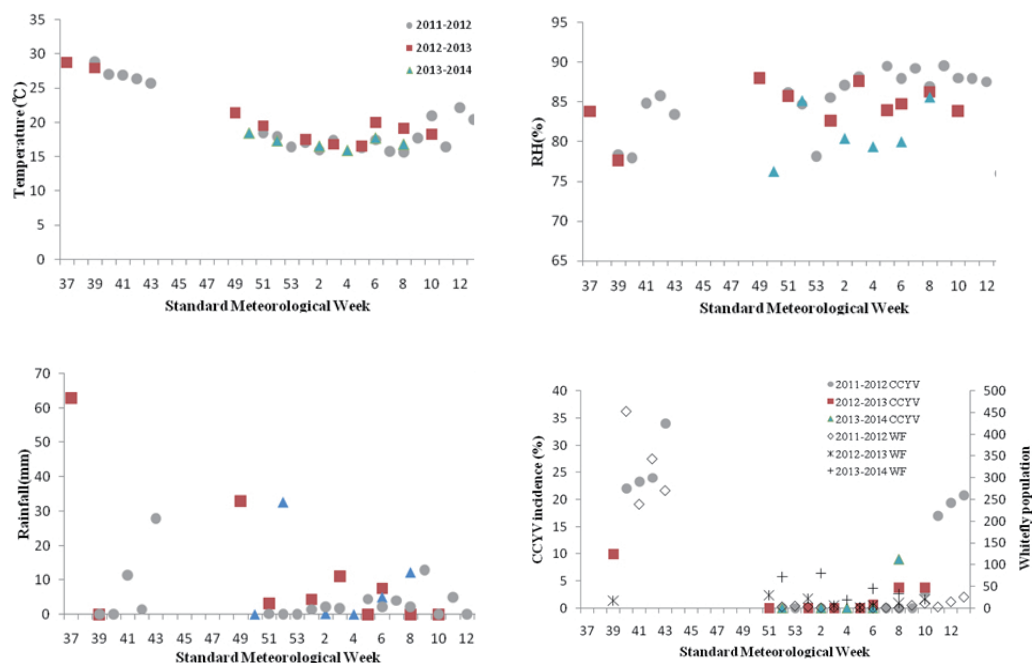 35
30
25
20
15
10
5
0
Temperature (℃)
2011-2012
2012-2013
2013-2014
37 39 41 43 45 47 49 51 53 2 4 6 8 10 12
Standard Meteorological Week
95
90
85
80
75
70
65
RH(%)
37 39 41 43 45 47 49 51 53 2 4 6 8 10 12
Standard Meteorological Week
70
60
50
40
30
20
10
0
Rainfall(mm)
37 39 41 43 45 47 49 51 53 2 4 6 8 10 12
Standard Meteorological Week
40
35
30
25
20
15
10
5
0
CCYV incidence (%)
2011-2012 CCYV
2012-2013 CCYV
2013-2014 CCYV
2011-2012 WF
2012-2013 WF
2013-2014 WF
500
450
400
350
300
250
200
150
100
50
0
Whitefly population
37 39 41 43 45 47 49 51 53 2 4 6 8 10 12
Standard Meteorological Week